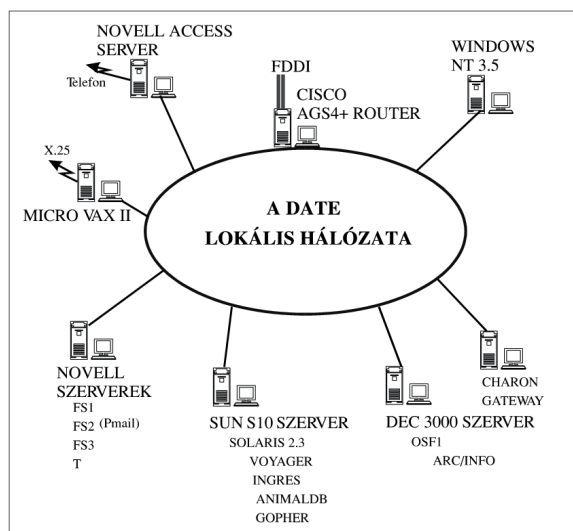 NOVELL ACCESS
SERVER
Telefon
FDDI
CISCO
AGS4+ ROUTER
WINDOWS
NT 3.5
X.25
MICRO VAX II
A DATE
LOKÁLIS HÁLÓZATA
NOVELL
SZERVEREK
FS1
FS2 (Pmail)
FS3
T
SUN S10 SZERVER
SOLARIS 2.3
VOYAGER
INGRES
ANIMALDB
GOPHER
DEC 3000 SZERVER
OSF1
ARC/INFO
CHARON
GATEWAY